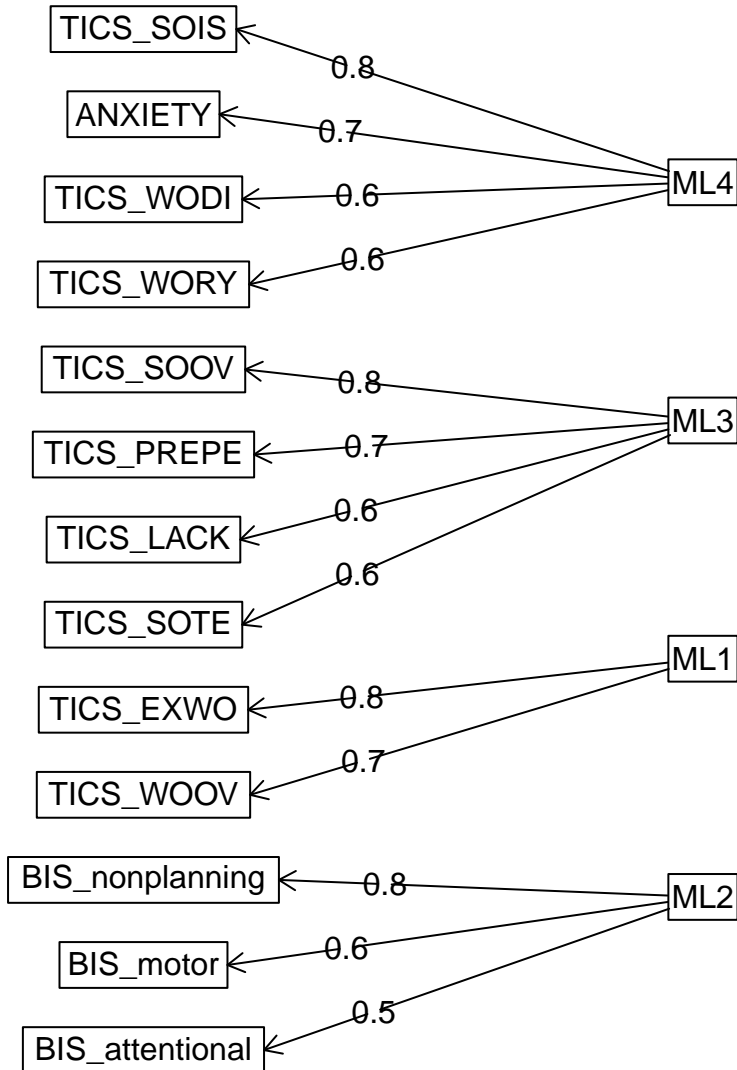 TICS_SOIS
0.8
ANXIETY
0.7
ML4
TICS_WODI
0.6
TICS_WORY
0.6
TICS_SOOV
0.8
ML3
TICS_PREPE
0.7
TICS_LACK
0.6
TICS_SOTE
0.6
ML1
TICS_EXWO
0.8
TICS_WOOV
0.7
BIS_nonplanning
0.8
ML2
BIS_motor
0.6
BIS_attentional
0.5